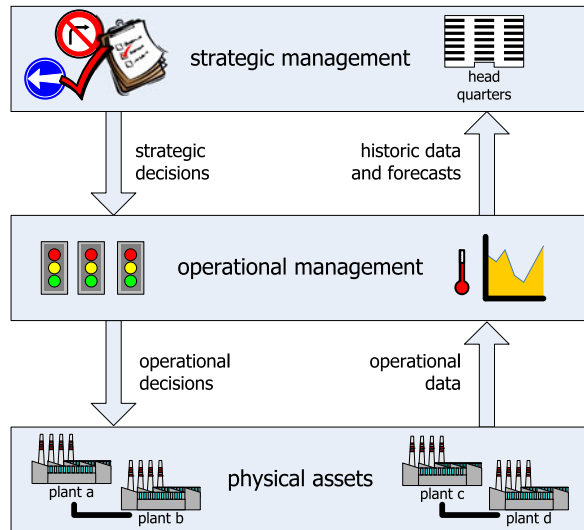 strategic management
head
quarters
strategic
decisions
historic data
and forecasts
operational management
operational
decisions
operational
data
physical assets
plant a
plant b
plant c
plant d